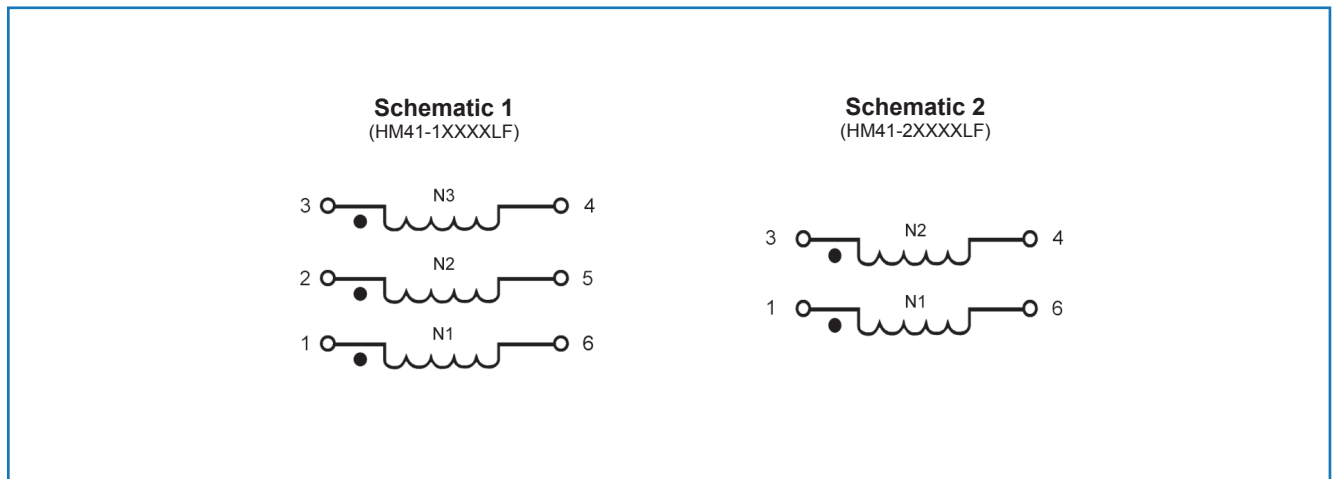 Schematic 1
(HM41-1XXXXLF)
3 N3 4
2 N2 5
1 N1 6
Schematic 2
(HM41-2XXXXLF)
3 N2 4
1 N1 6